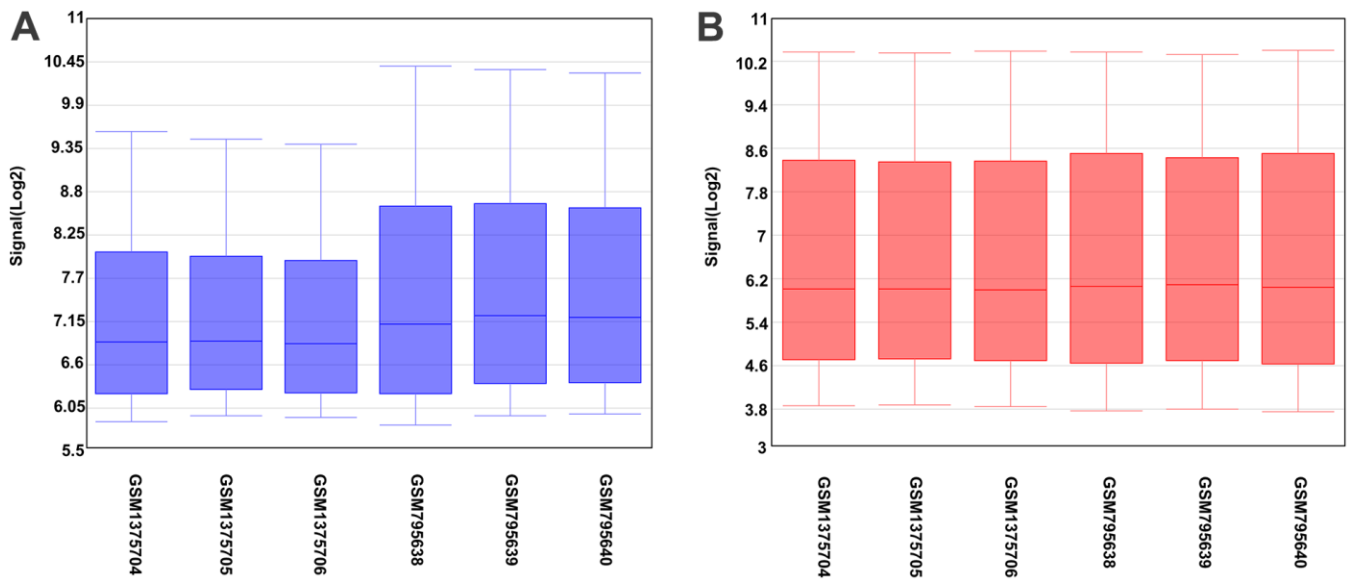 A
11
10.45
9.9
9.35
8.8
8.25
7.7
7.15
6.6
6.05
5.5
Signal(Log2)
GSM1375704
GSM1375705
GSM1375706
GSM795638
GSM795639
GSM795640
B
11
10.2
9.4
8.6
7.8
7
6.2
5.4
4.6
3.8
3
Signal(Log2)
GSM1375704
GSM1375705
GSM1375706
GSM795638
GSM795639
GSM795640